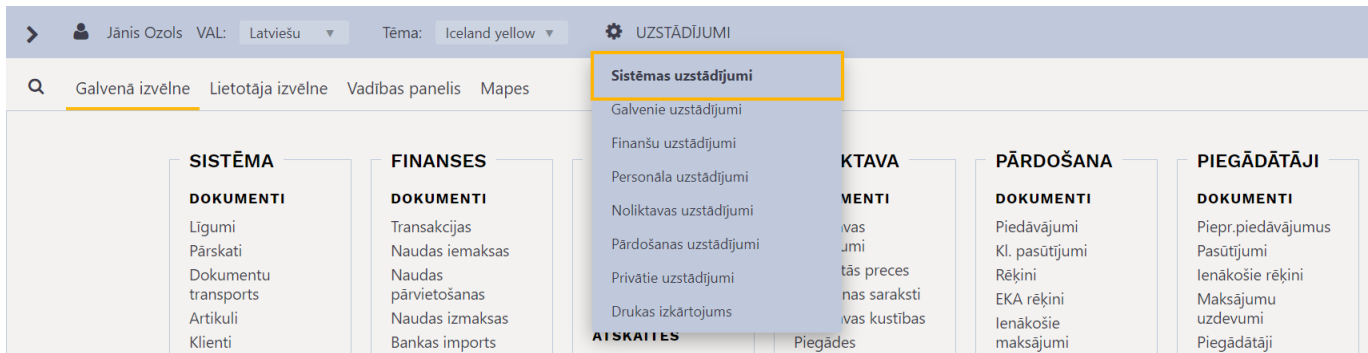 Jānis Ozols VAL: Latviešu Tēma: Iceland yellow UZSTĀDĪJUMI
Galvenā izvēlne Lietotāja izvēlne Vadības panelis Mapes
Sistēmas uzstādījumi
Galvenie uzstādījumi
Finanšu uzstādījumi
Personāla uzstādījumi
Noliktavas uzstādījumi
Pārdošanas uzstādījumi
Privātie uzstādījumi
Drukas izkārtojums
SISTĒMA
DOKUMENTI
Līgumi
Pārskati
Dokumentu
transports
Artikuli
Klienti
FINANSES
DOKUMENTI
Transakcijas
Naudas iemaksas
Naudas
pārvietošanas
Naudas izmaksas
Bankas imports
ATSKAITES
preces
saraksti
kustības
Piegādes
PĀRDOŠANA
DOKUMENTI
Piedāvājumi
Kl. pasūtījumi
Rēķini
EKA rēķini
Ienākošie
maksājumi
PIEGĀDĀTĀJI
DOKUMENTI
Piepr.piedāvājumus
Pasūtījumi
Ienākošie rēķini
Maksājumu
uzdevumi
Piegādātāji